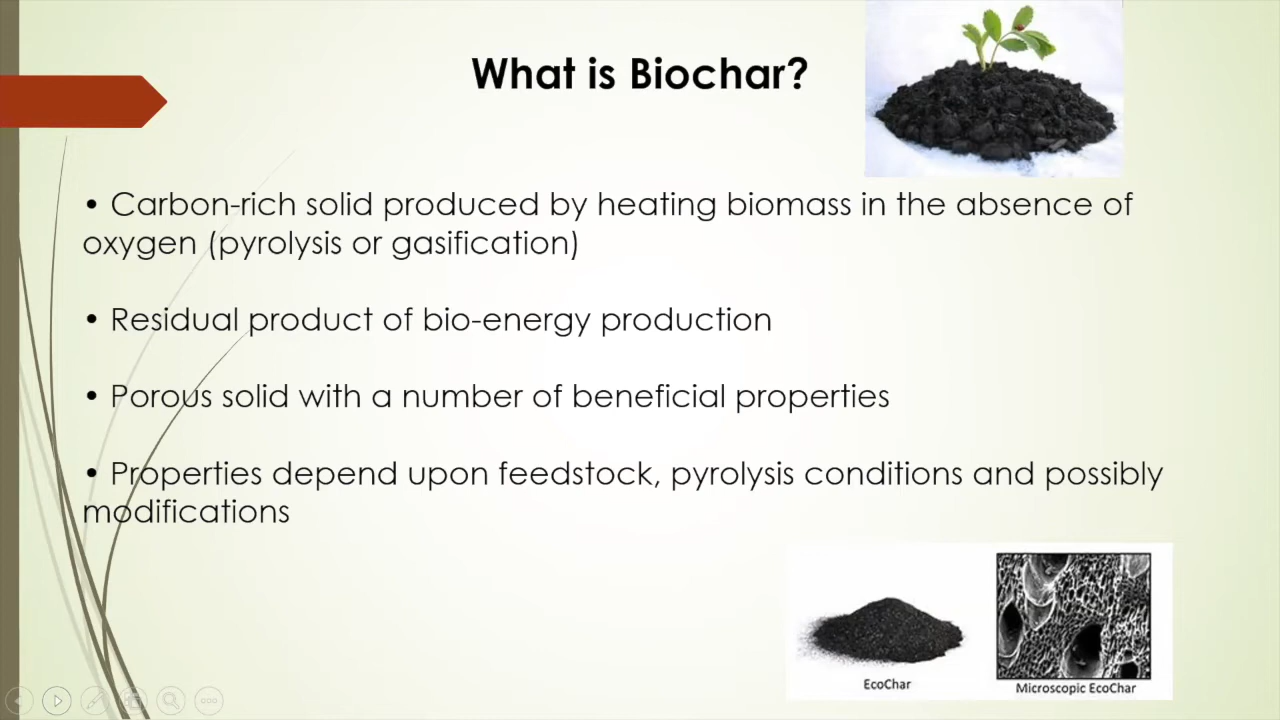 What is Biochar?
• Carbon-rich solid produced by heating biomass in the absence of
oxygen (pyrolysis or gasification)
• Residual product of bio-energy production
• Porous solid with a number of beneficial properties
• Properties depend upon feedstock, pyrolysis conditions and possibly
modifications
EcoChar
Microscopic EcoChar